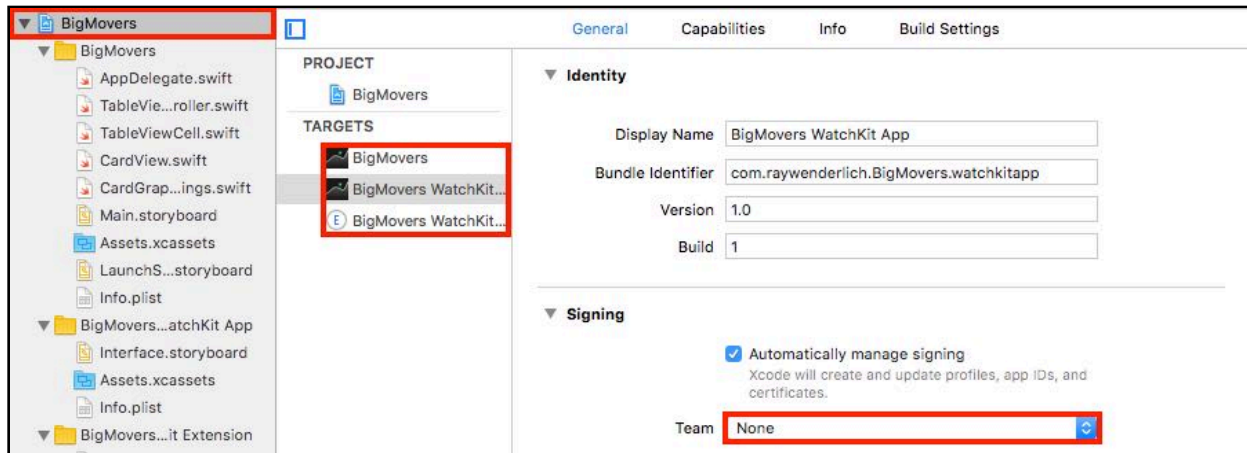 BigMovers
BigMovers
AppDelegate.swift
TableVie...roller.swift
TableViewCell.swift
CardView.swift
CardGrap...ings.swift
Main.storyboard
Assets.xcassets
LaunchS...storyboard
Info.plist
BigMovers...atchKit App
Interface.storyboard
Assets.xcassets
Info.plist
BigMovers...it Extension
General Capabilities Info Build Settings
PROJECT
BigMovers
TARGETS
BigMovers
BigMovers WatchKit...
E BigMovers WatchKit...
Identity
Display Name BigMovers WatchKit App
Bundle Identifier com.raywenderlich.BigMovers.watchkitapp
Version 1.0
Build 1
Signing
Automatically manage signing
Xcode will create and update profiles, app IDs, and
certificates.
Team None